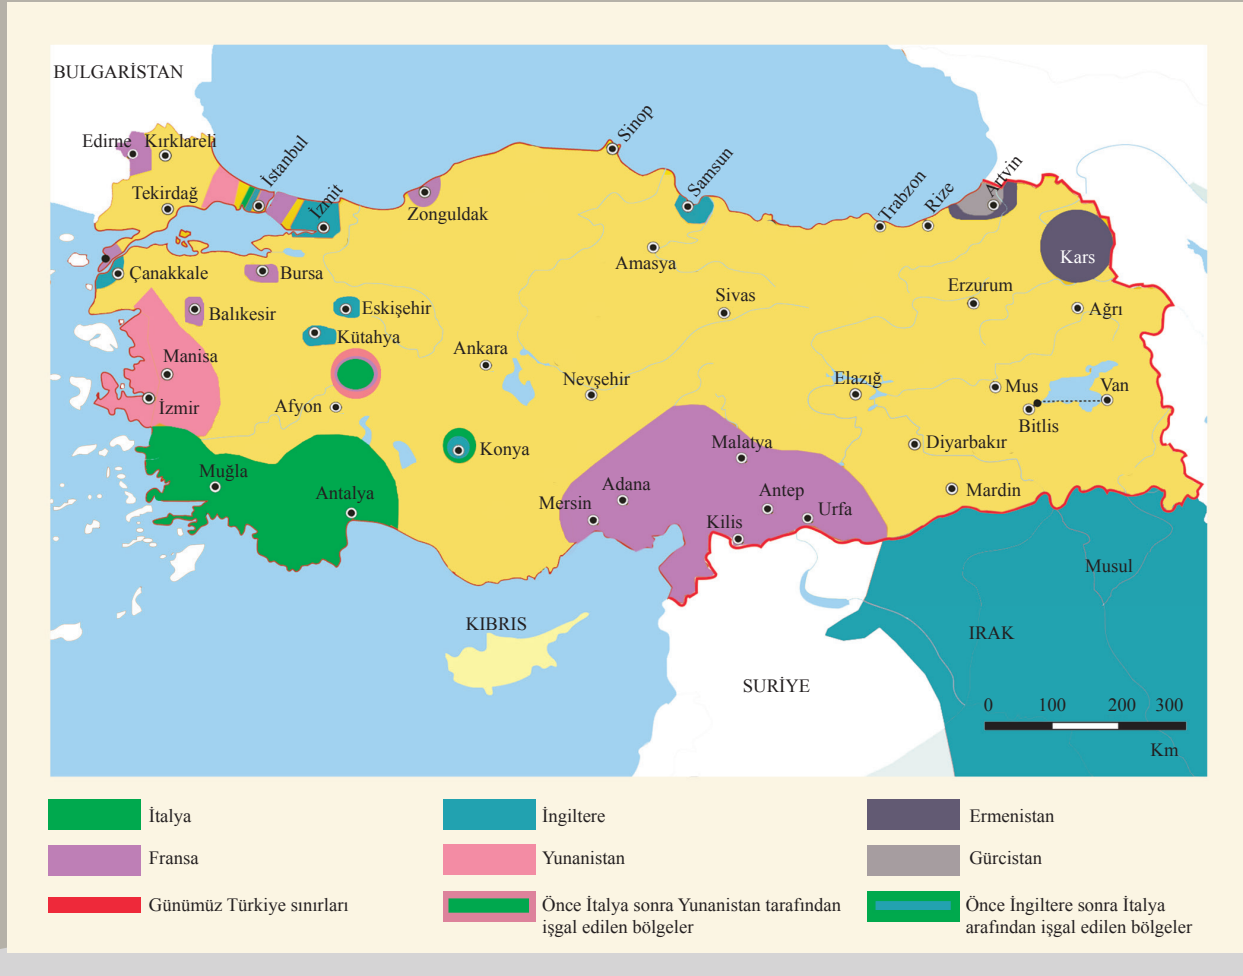 BULGARİSTAN
Edirne
Kırklareli
İstanbul
Tekirdağ
İzmit
Zonguldak
Sinop
Samsun
Trabzon
Rize
Artvin
Kars
Çanakkale
Bursa
Amasya
Balıkesir
Eskişehir
Kütahya
Sivas
Erzurum
Ağrı
Manisa
Ankara
Nevşehir
Elazığ
Mus
Van
İzmir
Afyon
Bitlis
Konya
Malatya
Diyarbakır
Muğla
Antalya
Mersin
Adana
Antep
Urfa
Mardin
Kilis
Musul
KIBRIS
IRAK
SURİYE
0 100 200 300
Km
İtalya
İngiltere
Ermenistan
Fransa
Yunanistan
Gürcistan
Günümüz Türkiye sınırları
Önce İtalya sonra Yunanistan tarafından
işgal edilen bölgeler
Önce İngiltere sonra İtalya
arafından işgal edilen bölgeler